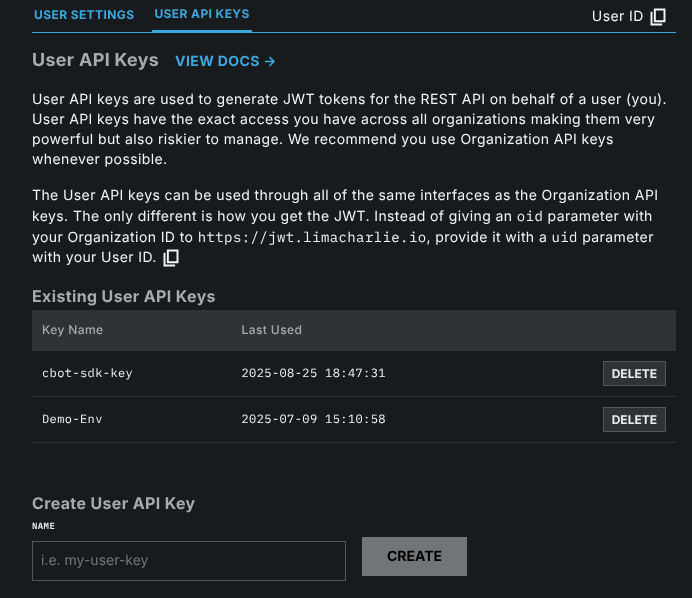 USER SETTINGS USER API KEYS User ID
User API Keys VIEW DOCS →
User API keys are used to generate JWT tokens for the REST API on behalf of a user (you).
User API keys have the exact access you have across all organizations making them very
powerful but also riskier to manage. We recommend you use Organization API keys
whenever possible.
The User API keys can be used through all of the same interfaces as the Organization API
keys. The only different is how you get the JWT. Instead of giving an oid parameter with
your Organization ID to https://jwt.limacharlie.io, provide it with a uid parameter
with your User ID.
Existing User API Keys
Key Name Last Used
cbot-sdk-key 2025-08-25 18:47:31 DELETE
Demo-Env 2025-07-09 15:10:58 DELETE
Create User API Key
NAME
i.e. my-user-key CREATE